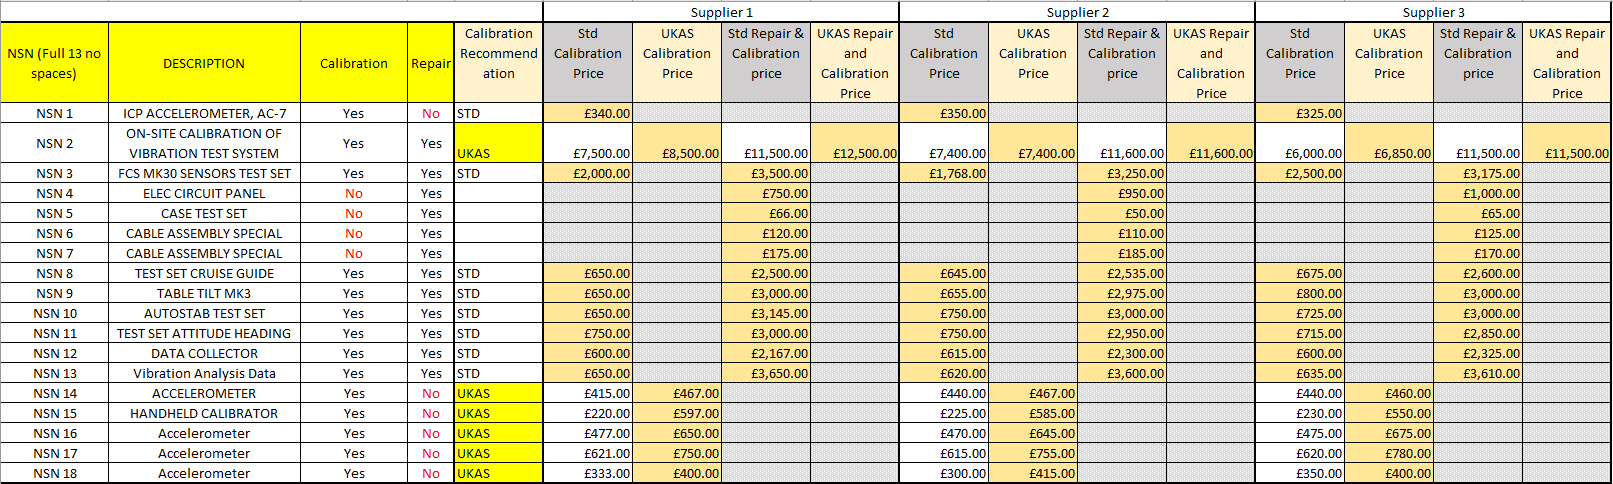 Supplier 1 Supplier 2 Supplier 3
NSN (Full 13 no spaces) DESCRIPTION Calibration Repair Calibration Recommendation Std Calibration Price UKAS Calibration Price Std Repair & Calibration price UKAS Repair and Calibration Price Std Calibration Price UKAS Calibration Price Std Repair & Calibration price UKAS Repair and Calibration Price Std Calibration Price UKAS Calibration Price Std Repair & Calibration price UKAS Repair and Calibration Price
NSN 1 ICP ACCELEROMETER, AC-7 Yes No STD £340.00 £350.00 £325.00
NSN 2 ON-SITE CALIBRATION OF VIBRATION TEST SYSTEM Yes Yes UKAS £7,500.00 £8,500.00 £11,500.00 £12,500.00 £7,400.00 £7,400.00 £11,600.00 £11,600.00 £6,000.00 £6,850.00 £11,500.00 £11,500.00
NSN 3 FCS MK30 SENSORS TEST SET Yes Yes STD £2,000.00 £3,500.00 £1,768.00 £3,250.00 £2,500.00 £3,175.00
NSN 4 ELEC CIRCUIT PANEL No Yes £750.00 £950.00 £1,000.00
NSN 5 CASE TEST SET No Yes £66.00 £50.00 £65.00
NSN 6 CABLE ASSEMBLY SPECIAL No Yes £120.00 £110.00 £125.00
NSN 7 CABLE ASSEMBLY SPECIAL No Yes £175.00 £185.00 £170.00
NSN 8 TEST SET CRUISE GUIDE Yes Yes STD £650.00 £2,500.00 £645.00 £2,535.00 £675.00 £2,600.00
NSN 9 TABLE TILT MK3 Yes Yes STD £650.00 £3,000.00 £655.00 £2,975.00 £800.00 £3,000.00
NSN 10 AUTOSTAB TEST SET Yes Yes STD £650.00 £3,145.00 £750.00 £3,000.00 £725.00 £3,000.00
NSN 11 TEST SET ATTITUDE HEADING Yes Yes STD £750.00 £3,000.00 £750.00 £2,950.00 £715.00 £2,850.00
NSN 12 DATA COLLECTOR Yes Yes STD £600.00 £2,167.00 £615.00 £2,300.00 £600.00 £2,325.00
NSN 13 Vibration Analysis Data Yes Yes STD £650.00 £3,650.00 £620.00 £3,600.00 £635.00 £3,610.00
NSN 14 ACCELEROMETER Yes No UKAS £415.00 £467.00 £440.00 £467.00 £440.00 £460.00
NSN 15 HANDHELD CALIBRATOR Yes No UKAS £220.00 £597.00 £225.00 £585.00 £230.00 £550.00
NSN 16 Accelerometer Yes No UKAS £477.00 £650.00 £470.00 £645.00 £475.00 £675.00
NSN 17 Accelerometer Yes No UKAS £621.00 £750.00 £615.00 £755.00 £620.00 £780.00
NSN 18 Accelerometer Yes No UKAS £333.00 £400.00 £300.00 £415.00 £350.00 £400.00